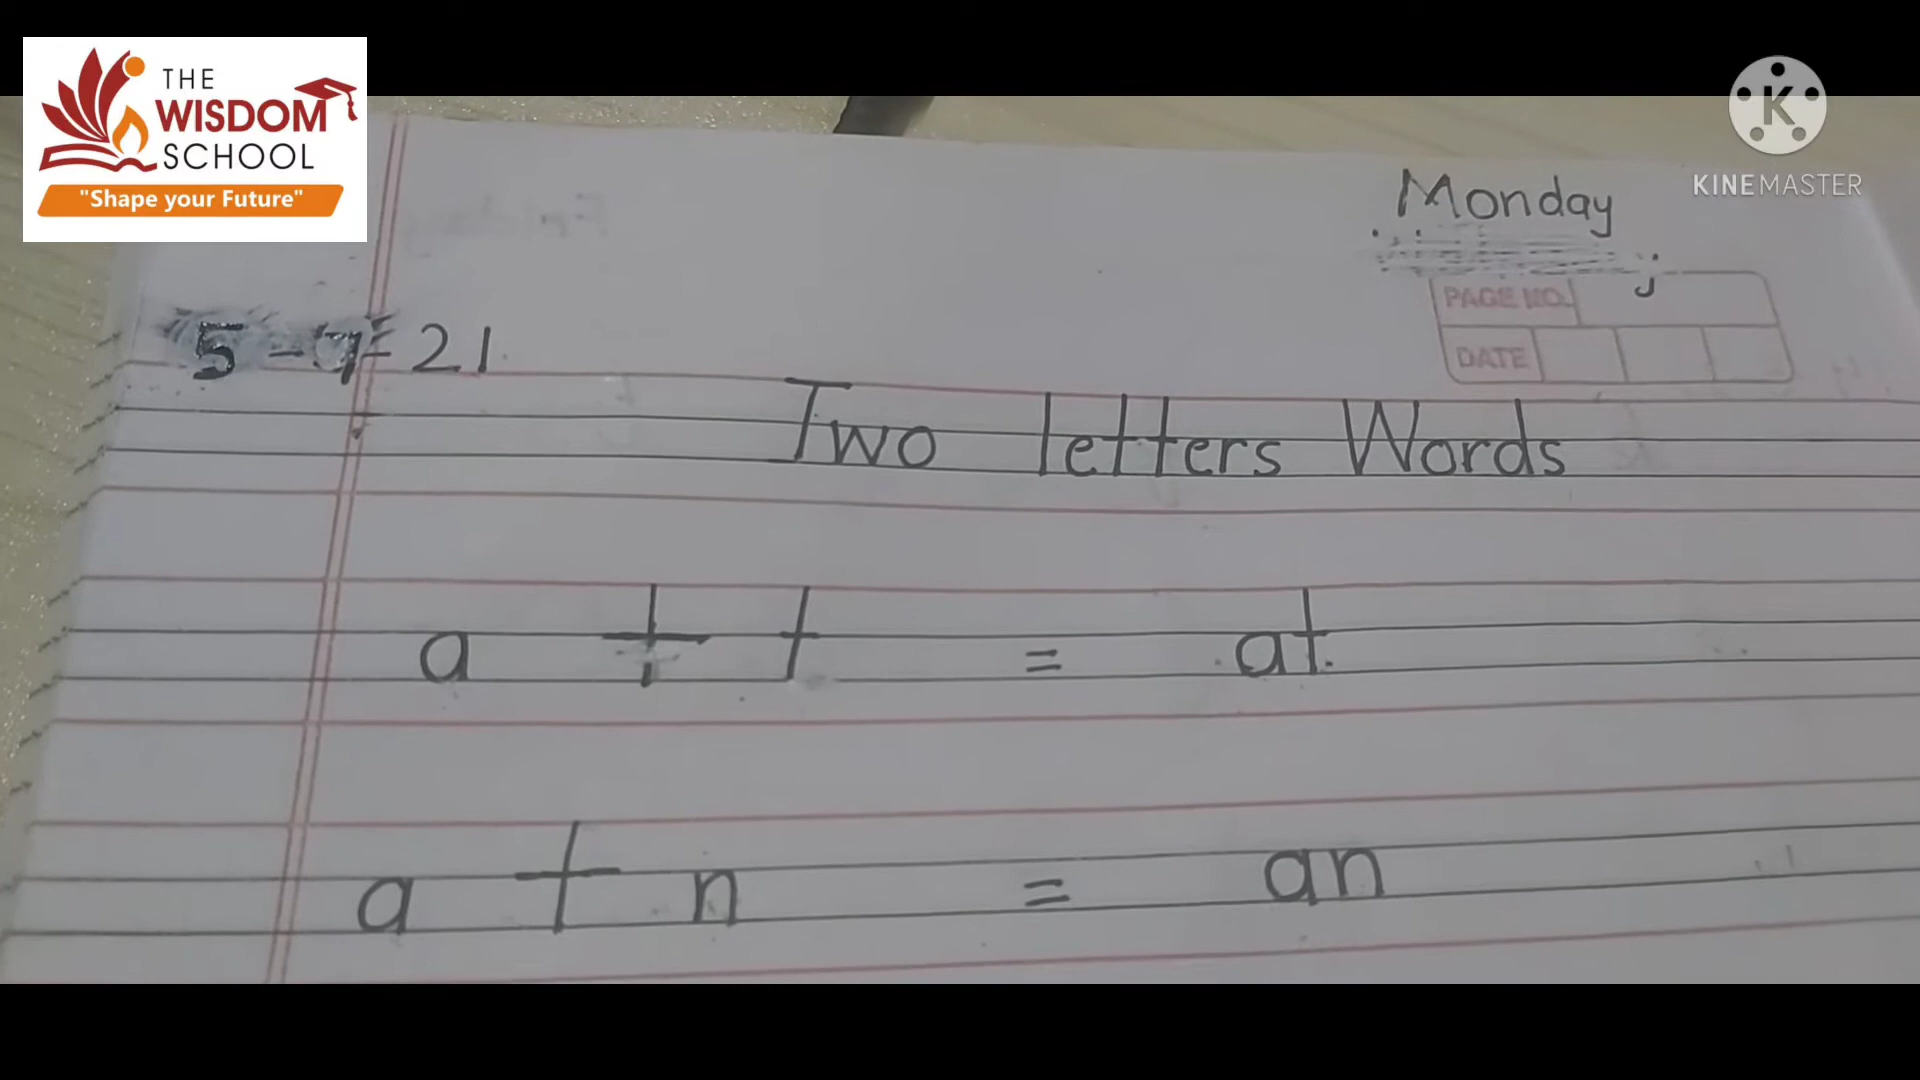 THE
WISDOM
SCHOOL
"Shape your Future"
K
KINEMASTER
Monday
PAGE NO.
DATE
5-7-21
Two letters Words
a + t = at
a + n = an